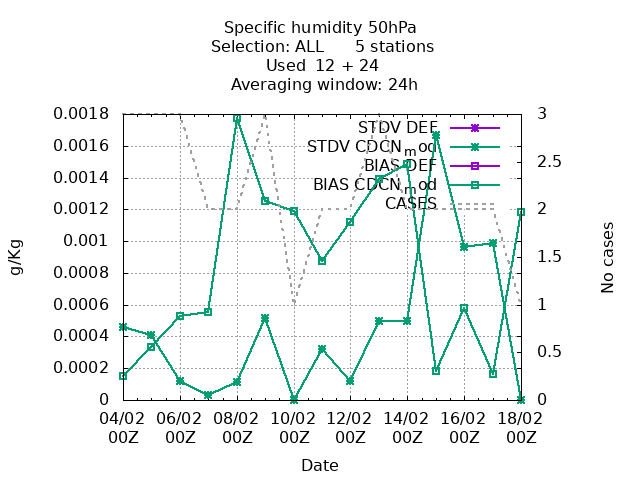 Specific humidity 50hPa
Selection: ALL 5 stations
Used 12 + 24
Averaging window: 24h
0.0018
0.0016
0.0014
0.0012
0.001
0.0008
0.0006
0.0004
0.0002
0
3
2.5
2
1.5
1
0.5
0
STDV DEF
STDV CDCN_mod
BIAS DEF
BIAS CDCN_mod
CASES
g/Kg
No cases
04/02 06/02 08/02 10/02 12/02 14/02 16/02 18/02
00Z 00Z 00Z 00Z 00Z 00Z 00Z 00Z
Date